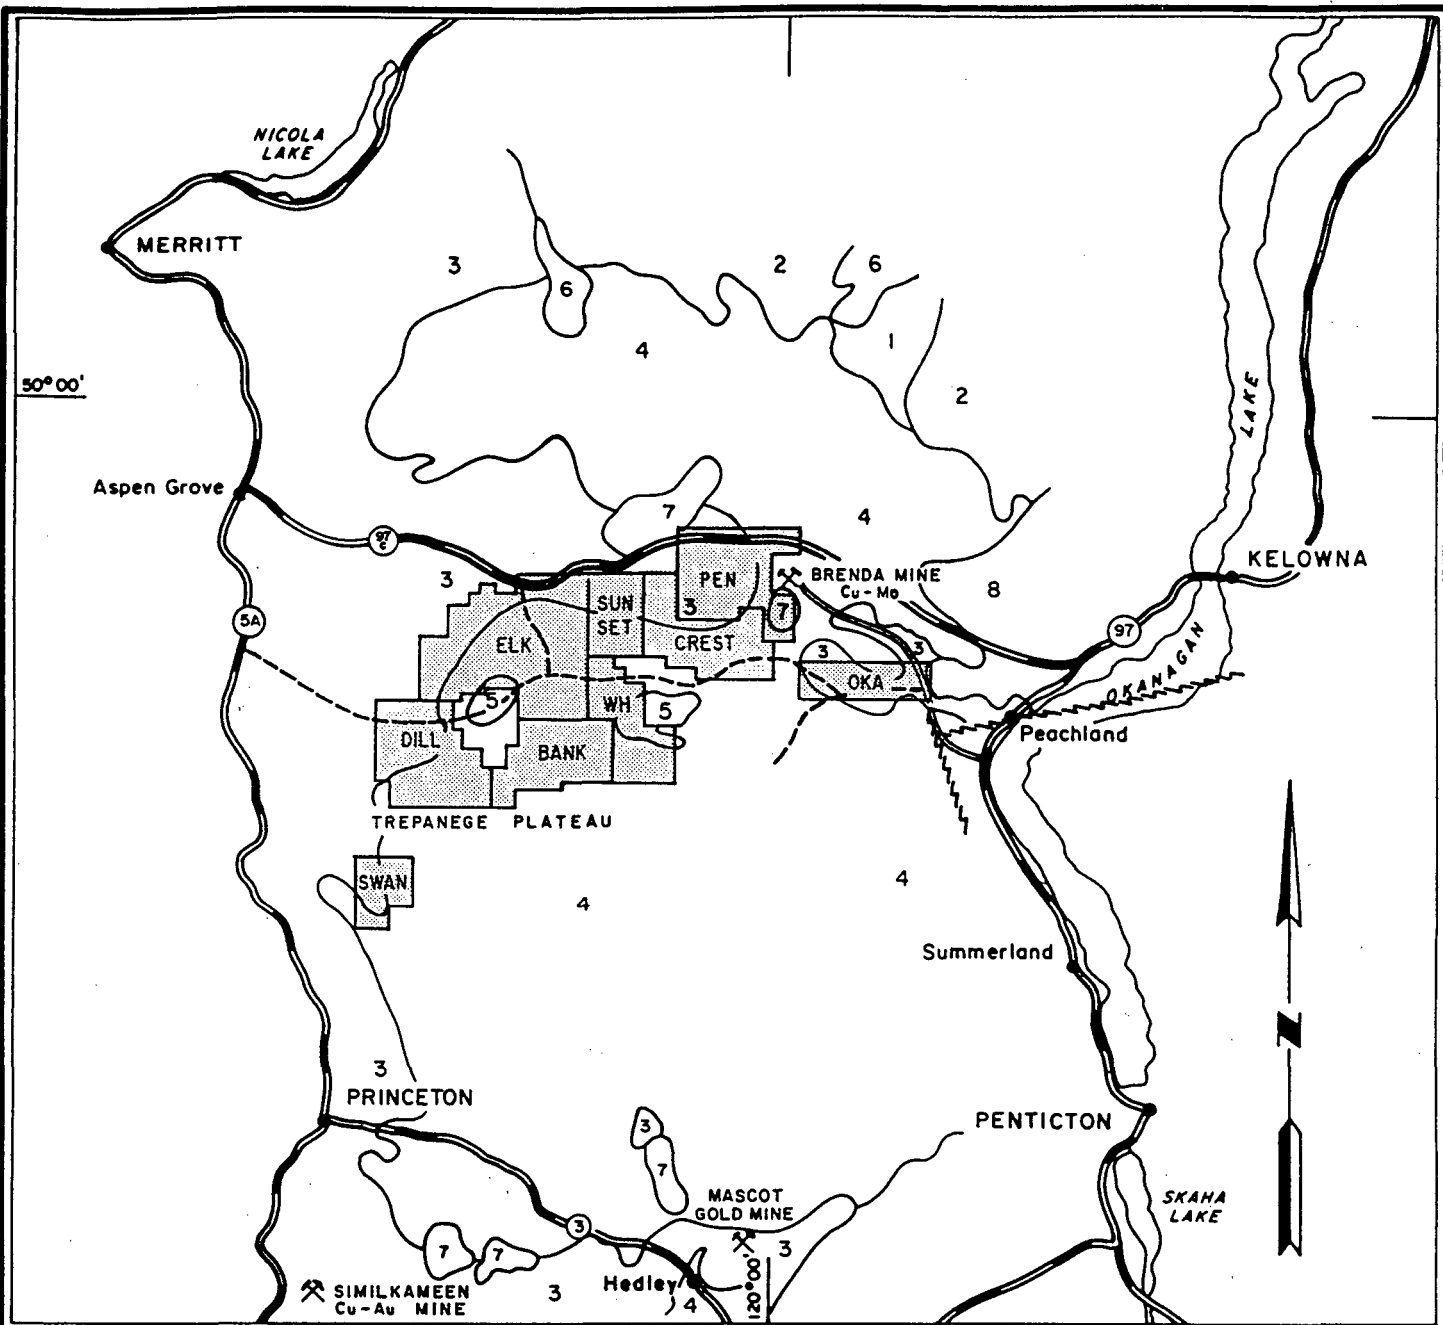 NICOLA
LAKE
MERRITT
3
2
6
6
1
4
50°00'
2
LAKE
Aspen Grove
7
4
97
C
3
PEN
BRENDA MINE
Cu-Mo
8
KELOWNA
SUN
SET
3
7
5A
ELK
CREST
97
3
3
OKANAGAN
OKA
5
WH
5
DILL
BANK
Peachland
TREPANEGE PLATEAU
SWAN
4
4
Summerland
3
PRINCETON
3
PENTICTON
7
MASCOT
GOLD MINE
SKAHA
LAKE
3
7
7
3
Hedley
120°00'
SIMILKAMEEN
Cu-Au MINE
3
4
N